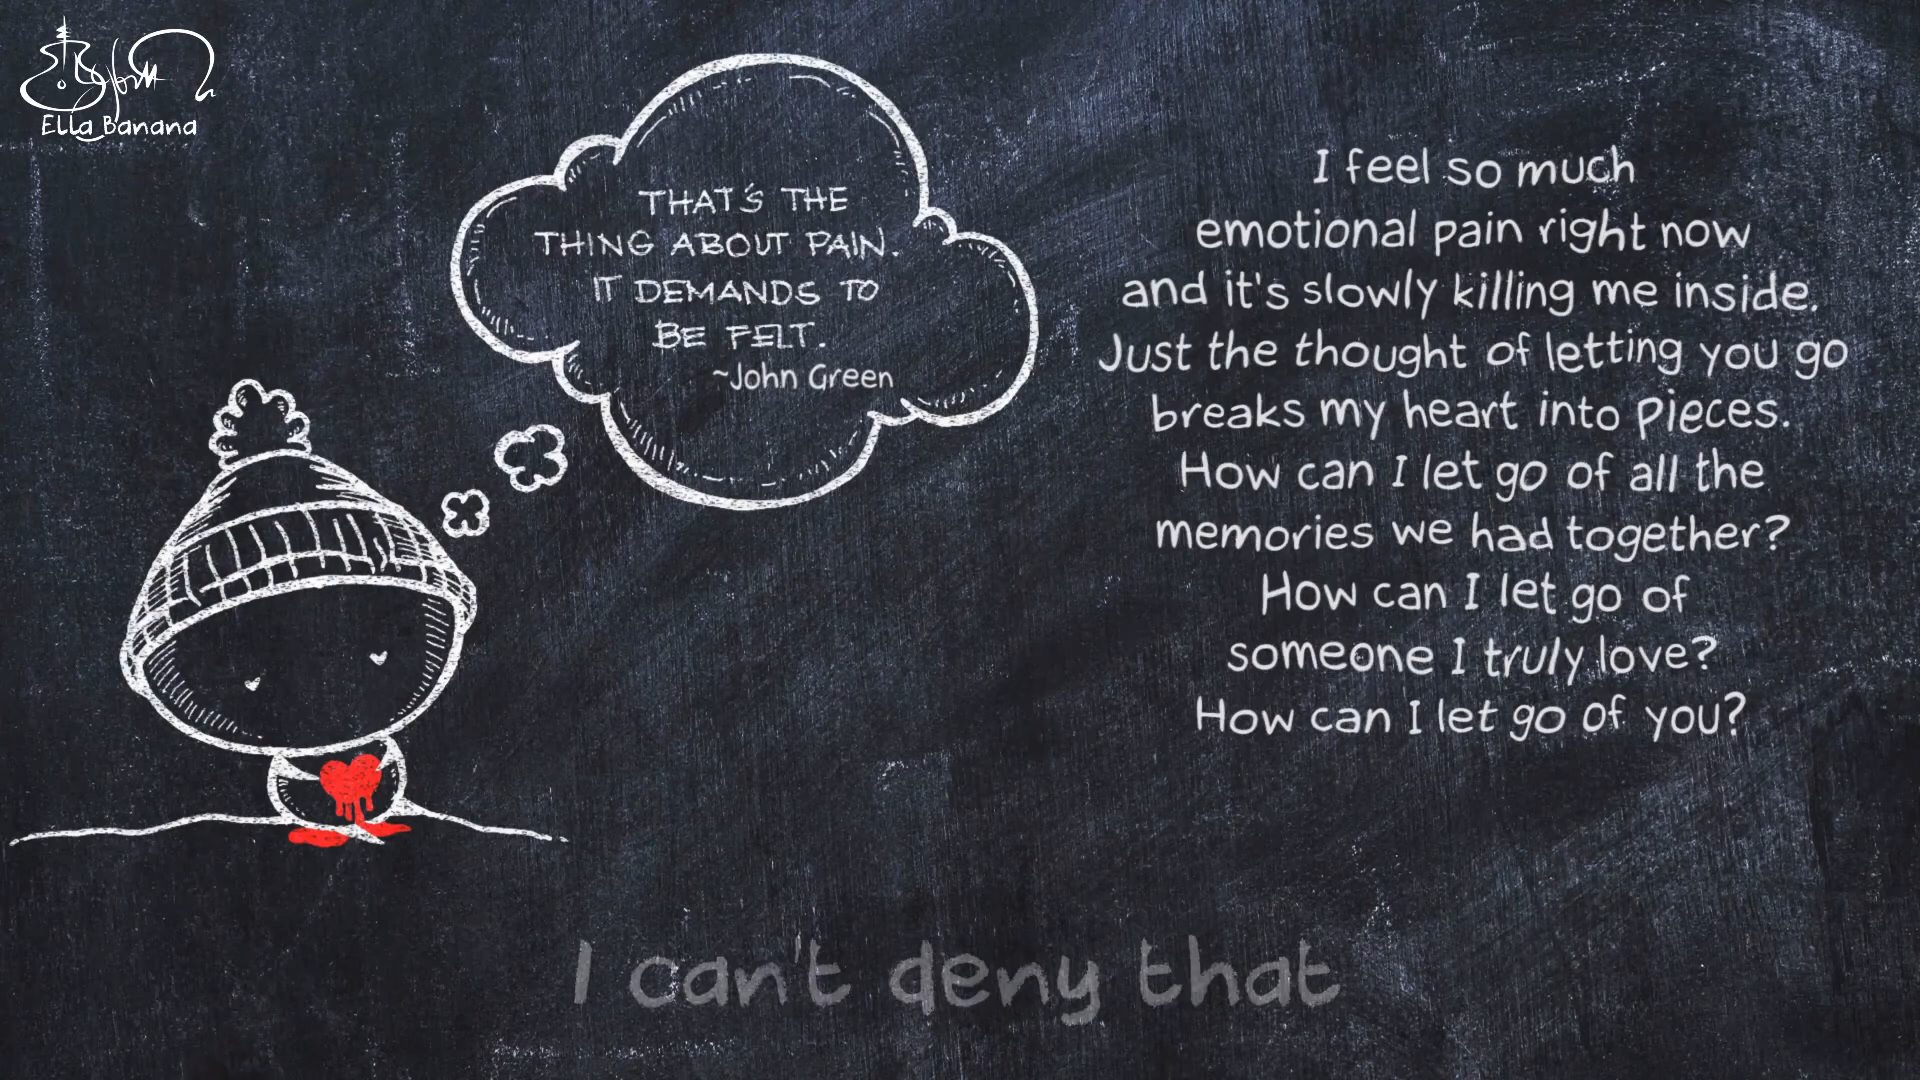 Ella Banana
THAT'S THE
THING ABOUT PAIN.
IT DEMANDS TO
BE FELT.
~John Green
I feel so much
emotional pain right now
and it's slowly killing me inside.
Just the thought of letting you go
breaks my heart into pieces.
How can I let go of all the
memories we had together?
How can I let go of
someone I truly love?
How can I let go of you?
I can't deny that